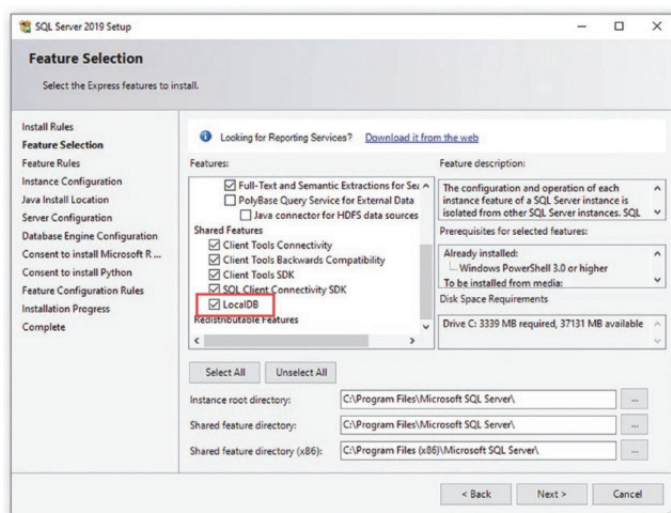 SQL Server 2019 Setup
Feature Selection
Select the Express features to install.
Install Rules
Feature Selection
Feature Rules
Instance Configuration
Java Install Location
Server Configuration
Database Engine Configuration
Consent to install Microsoft R ...
Consent to install Python
Feature Configuration Rules
Installation Progress
Complete
Looking for Reporting Services? Download it from the web
Features:
Full-Text and Semantic Extractions for Sea
PolyBase Query Service for External Data
Java connector for HDFS data sources
Shared Features
Client Tools Connectivity
Client Tools Backwards Compatibility
Client Tools SDK
SQL Client Connectivity SDK
LocalDB
Redistributable Features
Feature description:
The configuration and operation of each
instance feature of a SQL Server instance is
isolated from other SQL Server instances. SQL
Prerequisites for selected features:
Already installed:
Windows PowerShell 3.0 or higher
To be installed from media:
Disk Space Requirements
Drive C: 3339 MB required, 37131 MB available
Select All
Unselect All
Instance root directory: C:\Program Files\Microsoft SQL Server\ ...
Shared feature directory: C:\Program Files\Microsoft SQL Server\ ...
Shared feature directory (x86): C:\Program Files (x86)\Microsoft SQL Server\ ...
< Back
Next >
Cancel